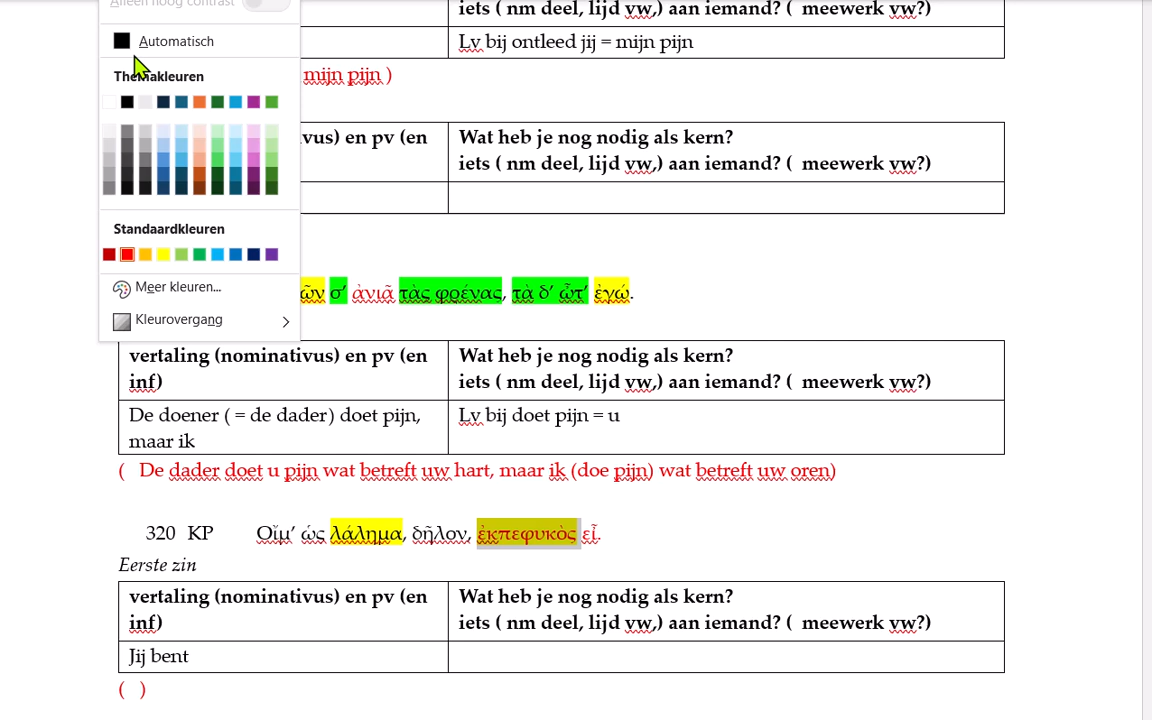 Alleen hoog contrast
Automatisch
Themakleuren
Standaardkleuren
Meer kleuren...
Kleurovergang
iets ( nm deel, lijd vw,) aan iemand? ( meewerk vw?)
Lv bij ontleed jij = mijn pijn
mijn pijn )
vus) en pv (en
Wat heb je nog nodig als kern?
iets ( nm deel, lijd vw,) aan iemand? ( meewerk vw?)
ῶν σ’ ἀνιᾶ τὰς φρένας, τὰ δ’ ὦτ’ ἐγώ.
vertaling (nominativus) en pv (en
inf)
Wat heb je nog nodig als kern?
iets ( nm deel, lijd vw,) aan iemand? ( meewerk vw?)
De doener ( = de dader) doet pijn,
maar ik
Lv bij doet pijn = u
( De dader doet u pijn wat betreft uw hart, maar ik (doe pijn) wat betreft uw oren)
320 KP Οἴμ’ ὡς λάλημα, δῆλον, ἐκπεφυκὸς εἶ.
Eerste zin
vertaling (nominativus) en pv (en
inf)
Wat heb je nog nodig als kern?
iets ( nm deel, lijd vw,) aan iemand? ( meewerk vw?)
Jij bent
( )